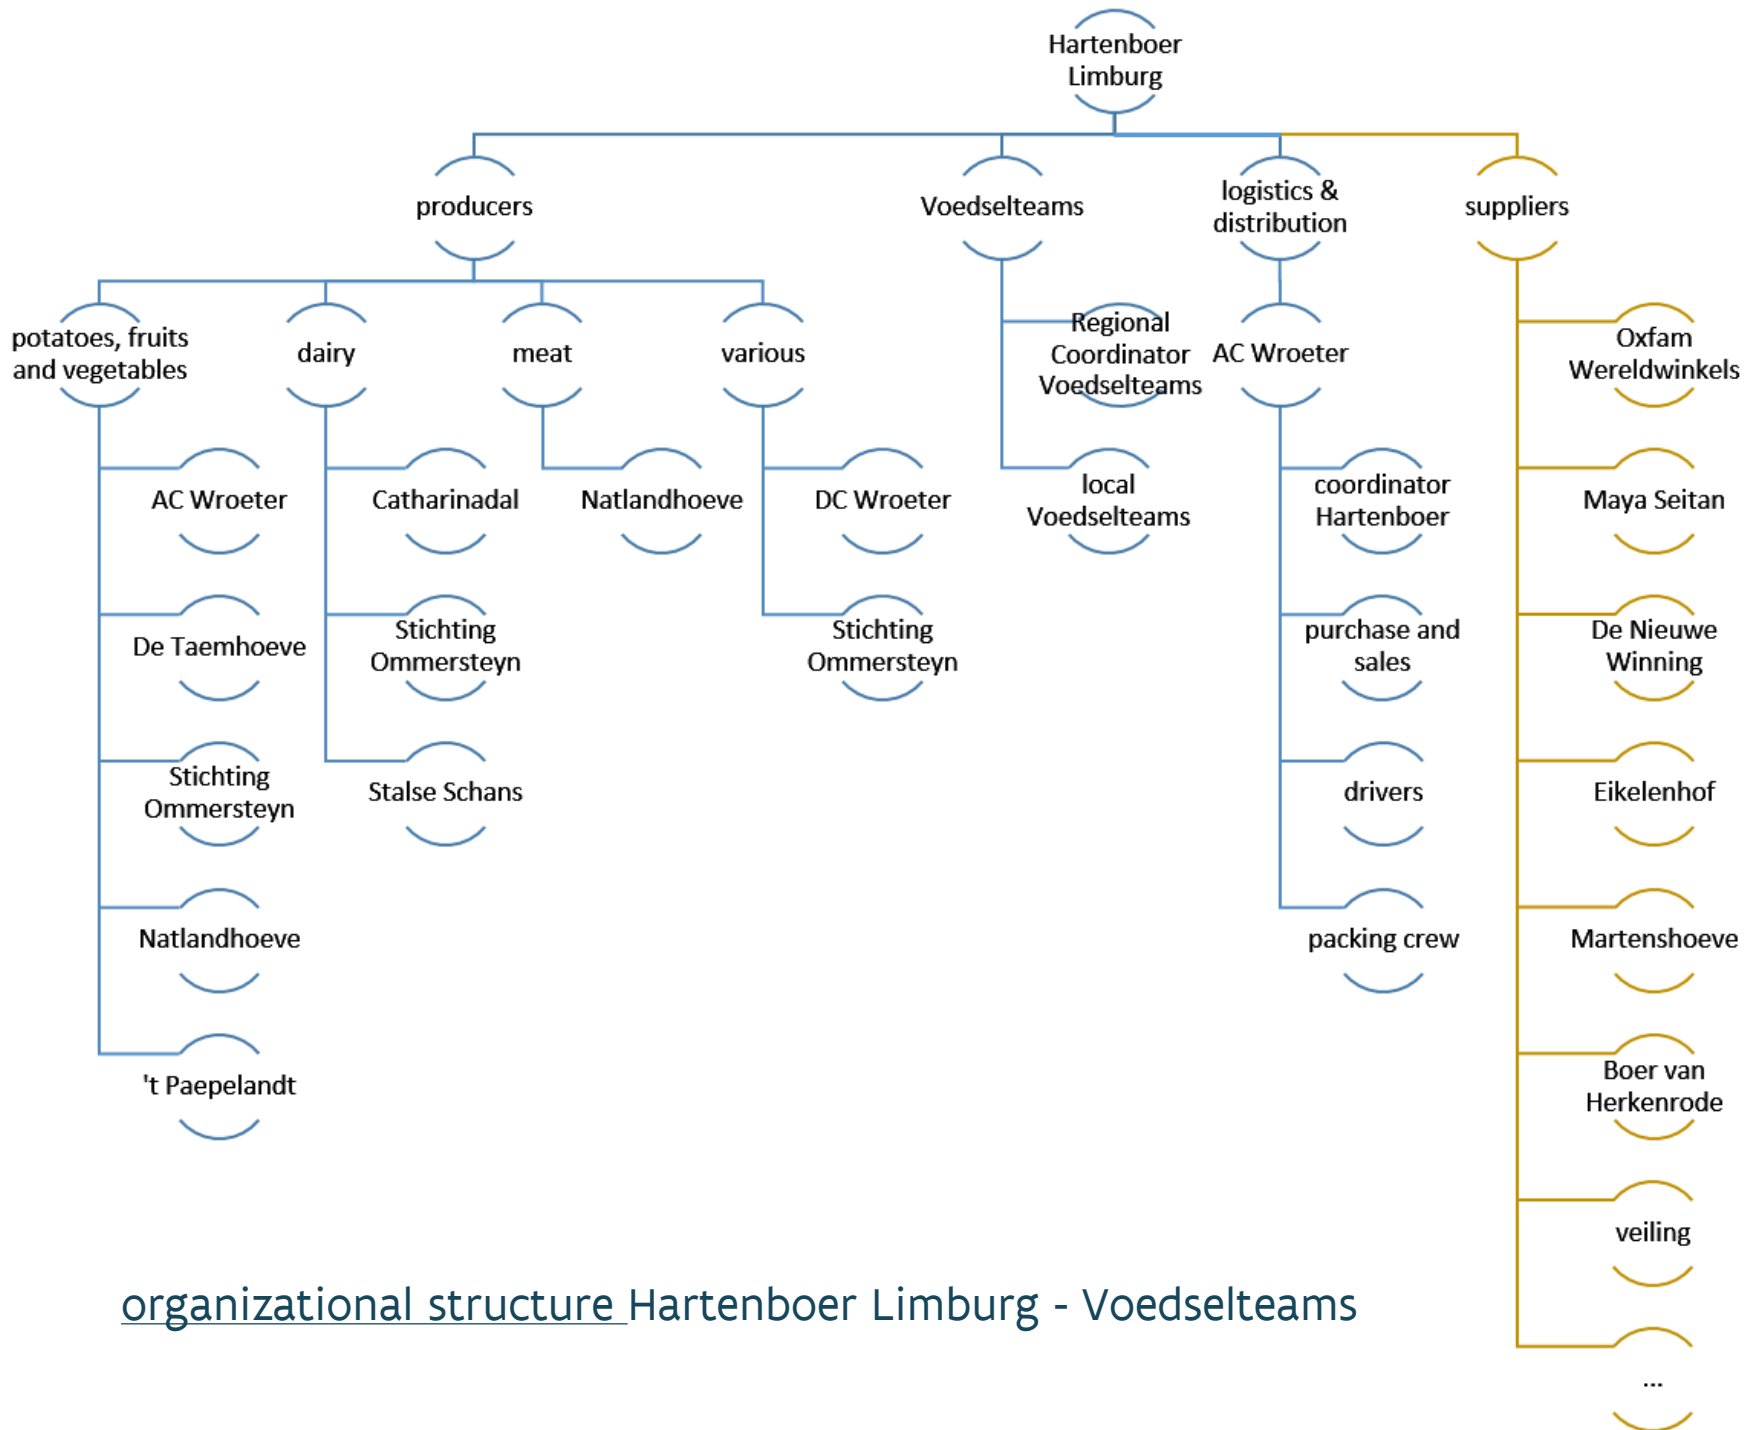 Hartenboer
Limburg
producers
Voedselteams
logistics &
distribution
suppliers
potatoes, fruits
and vegetables
dairy
meat
various
Regional
Coordinator
Voedselteams
AC Wroeter
Oxfam
Wereldwinkels
AC Wroeter
Catharinadal
Natlandhoeve
DC Wroeter
local
Voedselteams
coordinator
Hartenboer
Maya Seitan
De Taemhoeve
Stichting
Ommersteyn
Stichting
Ommersteyn
purchase and
sales
De Nieuwe
Winning
Stichting
Ommersteyn
Stalse Schans
drivers
Eikelenhof
Natlandhoeve
packing crew
Martenshoeve
't Paepelandt
Boer van
Herkenrode
veiling
organizational structure Hartenboer Limburg - Voedselteams
...